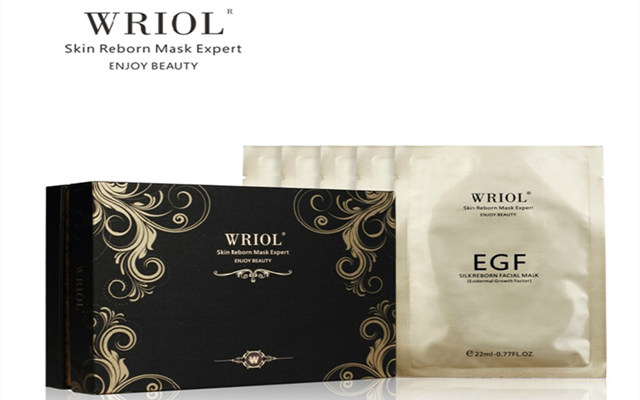 WRIOL®
Skin Reborn Mask Expert
ENJOY BEAUTY
WRIOL
WRIOL®
Skin Reborn Mask Expert
ENJOY BEAUTY
W
WRIOL®
Skin Reborn Mask Expert
ENJOY BEAUTY
EGF
SILKREBORN FACIAL MASK
(Epidermal Growth Factor)
℮22ml-0.77FL.OZ.